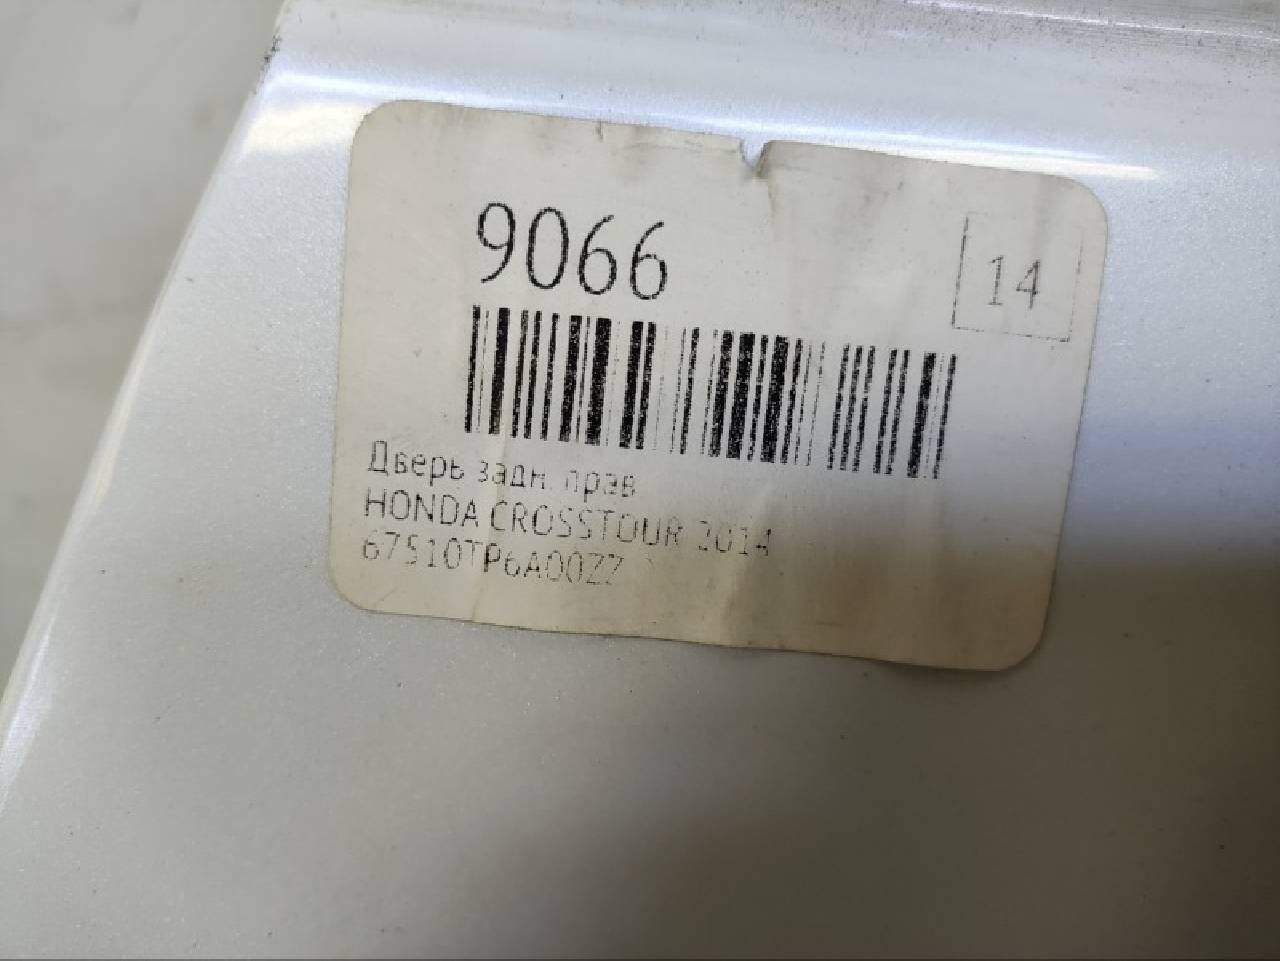 9066
14
Дверь задн. прав
HONDA CROSSTOUR 2014
67510TP6A00ZZ